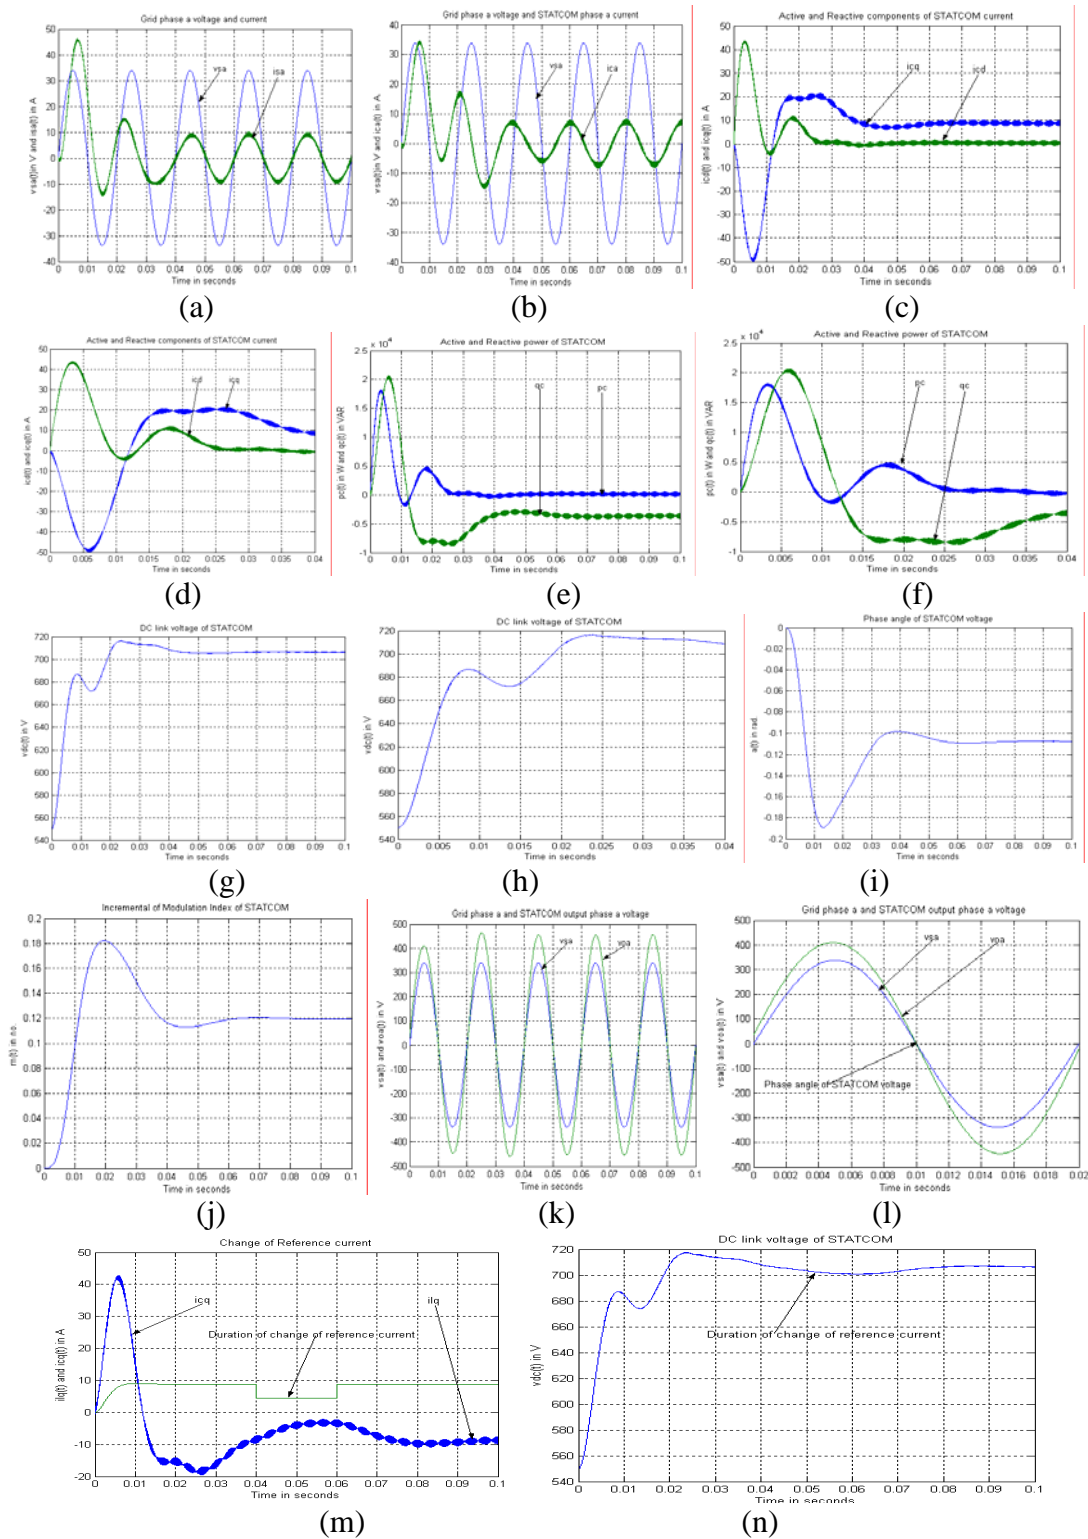 Grid phase a voltage and current
vsa(t)in V and isa(t) in A
vsa
isa
Time in seconds
(a)
Grid phase a voltage and STATCOM phase a current
vsa(t)in V and ica(t) in A
vsa
ica
Time in seconds
(b)
Active and Reactive components of STATCOM current
icd(t) and icq(t) in A
icq
icd
Time in seconds
(c)
Active and Reactive components of STATCOM current
icd(t) and icq(t) in A
icd
icq
Time in seconds
(d)
Active and Reactive power of STATCOM
x 10^4
pc(t) in W and qc(t) in VAR
qc
pc
Time in seconds
(e)
Active and Reactive power of STATCOM
x 10^4
pc(t) in W and qc(t) in VAR
pc
qc
Time in seconds
(f)
DC link voltage of STATCOM
vdc(t) in V
Time in seconds
(g)
DC link voltage of STATCOM
vdc(t) in V
Time in seconds
(h)
Phase angle of STATCOM voltage
a(t) in rad.
Time in seconds
(i)
Incremental of Modulation Index of STATCOM
m(t) in no.
Time in seconds
(j)
Grid phase a and STATCOM output phase a voltage
vsa(t) and voa(t) in V
vsa
voa
Time in seconds
(k)
Grid phase a and STATCOM output phase a voltage
vsa(t) and voa(t) in V
vsa
voa
Phase angle of STATCOM voltage
Time in seconds
(l)
Change of Reference current
ilq(t) and icq(t) in A
icq
ilq
Duration of change of reference current
Time in seconds
(m)
DC link voltage of STATCOM
vdc(t) in V
Duration of change of reference current
Time in seconds
(n)